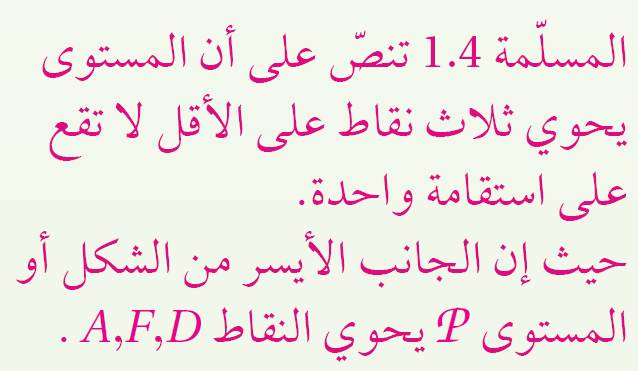 المسلّمة 1.4 تنصّ على أن المستوى
يحوي ثلاث نقاط على الأقل لا تقع
على استقامة واحدة.
حيث إن الجانب الأيسر من الشكل أو
المستوى P يحوي النقاط A,F,D .